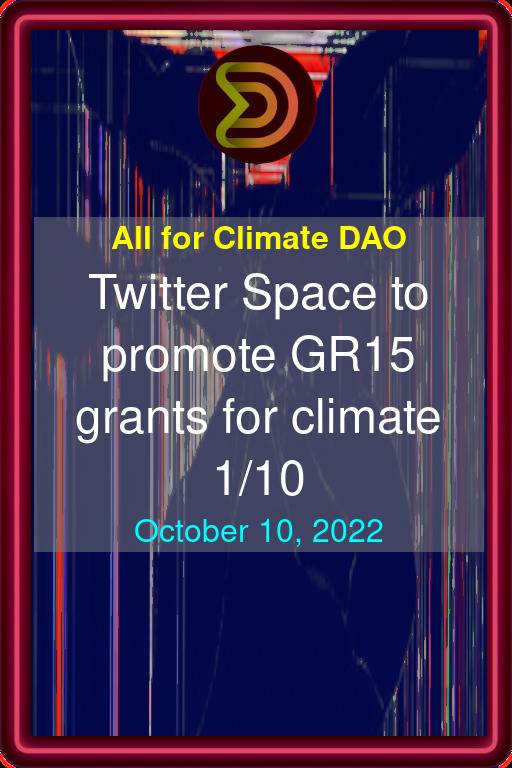 All for Climate DAO
Twitter Space to
promote GR15
grants for climate
1/10
October 10, 2022